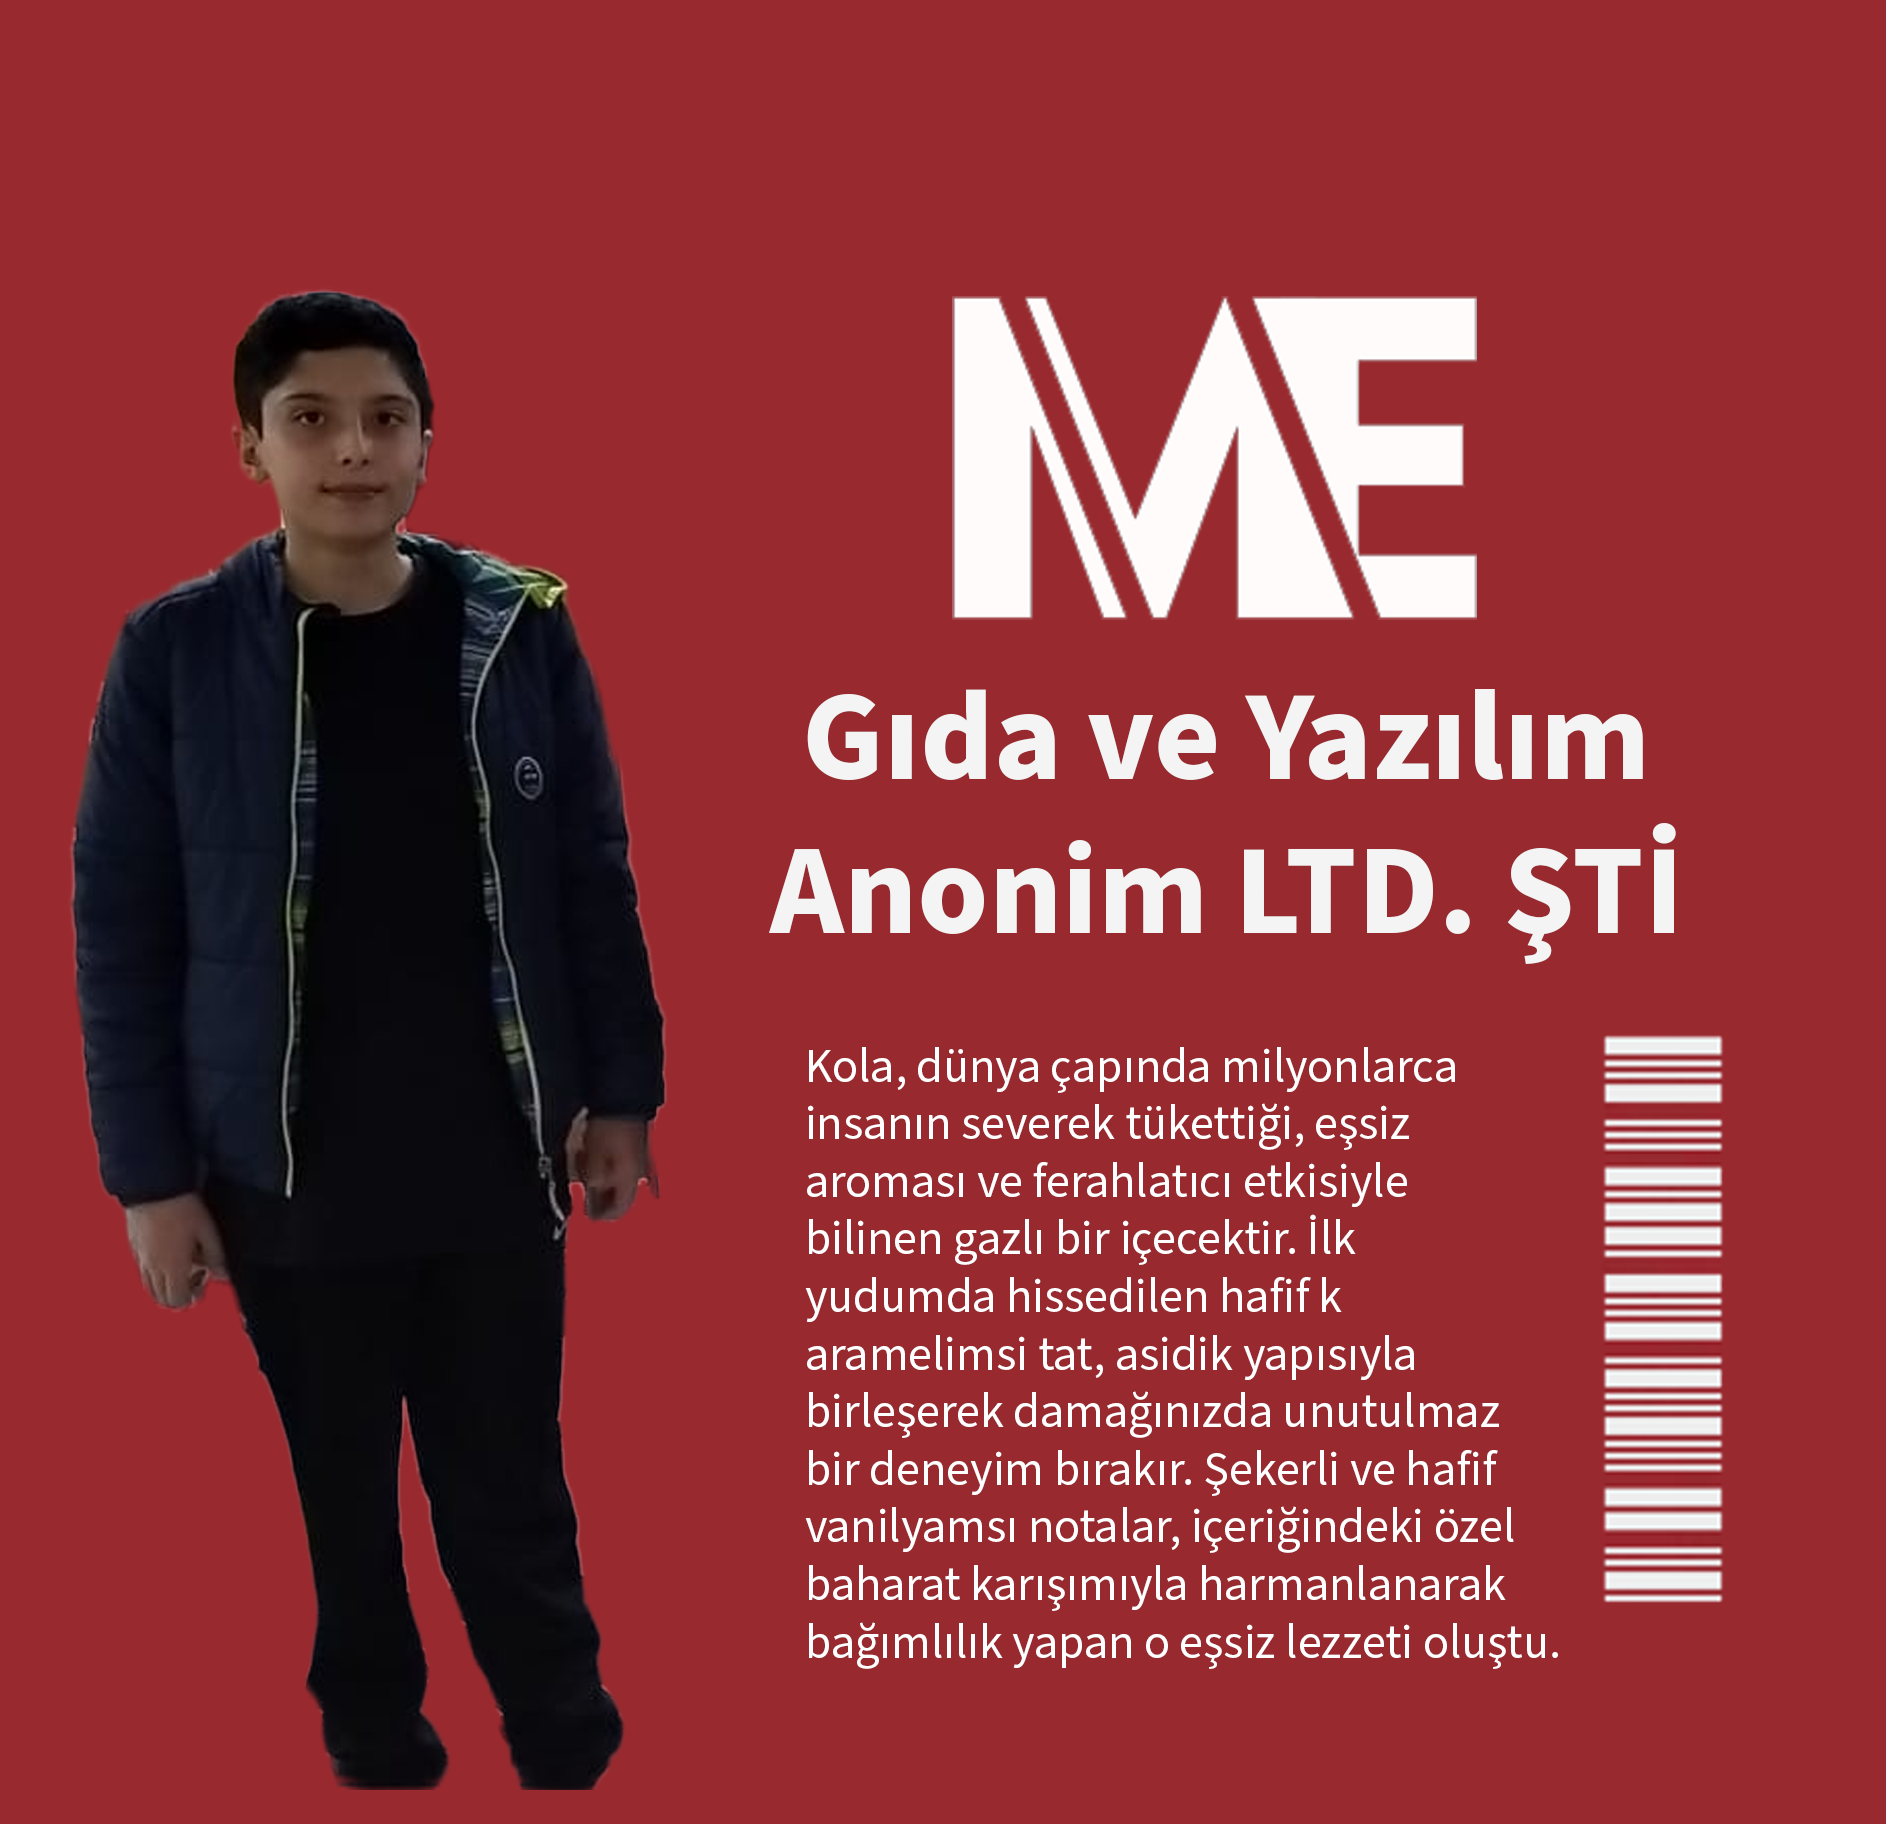 ME
Gıda ve Yazılım
Anonim LTD. ŞTİ
Kola, dünya çapında milyonlarca
insanın severek tükettiği, eşsiz
aroması ve ferahlatıcı etkisiyle
bilinen gazlı bir içecektir. İlk
yudumda hissedilen hafif k
aramelimsi tat, asidik yapısıyla
birleşerek damağınızda unutulmaz
bir deneyim bırakır. Şekerli ve hafif
vanilyamsı notalar, içeriğindeki özel
baharat karışımıyla harmanlanarak
bağımlılık yapan o eşsiz lezzeti oluştu.